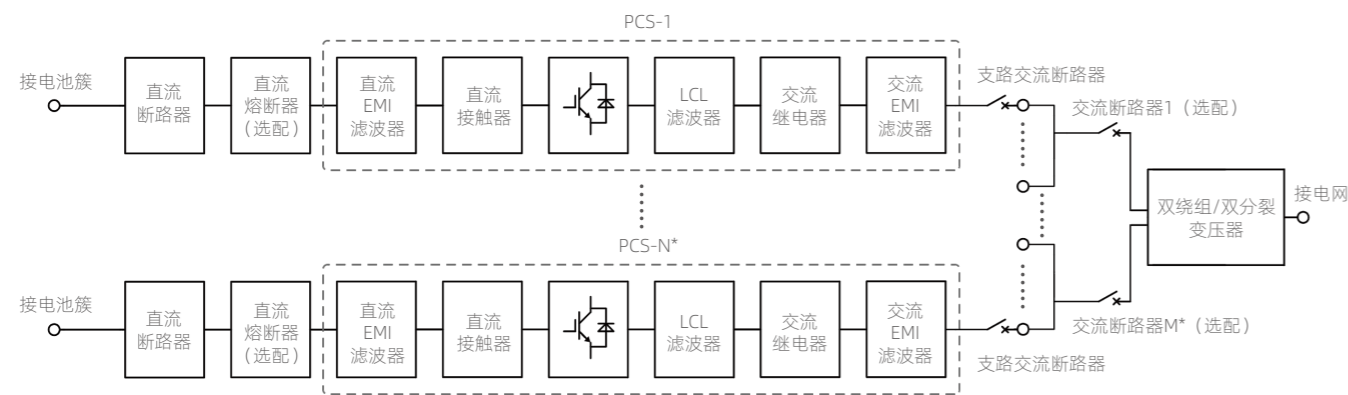 PCS-1
接电池簇
直流
断路器
直流
熔断器
（选配）
直流
EMI
滤波器
直流
接触器
LCL
滤波器
交流
继电器
交流
EMI
滤波器
支路交流断路器
交流断路器1（选配）
双绕组/双分裂
变压器
接电网
PCS-N*
接电池簇
直流
断路器
直流
熔断器
（选配）
直流
EMI
滤波器
直流
接触器
LCL
滤波器
交流
继电器
交流
EMI
滤波器
交流断路器M*（选配）
支路交流断路器